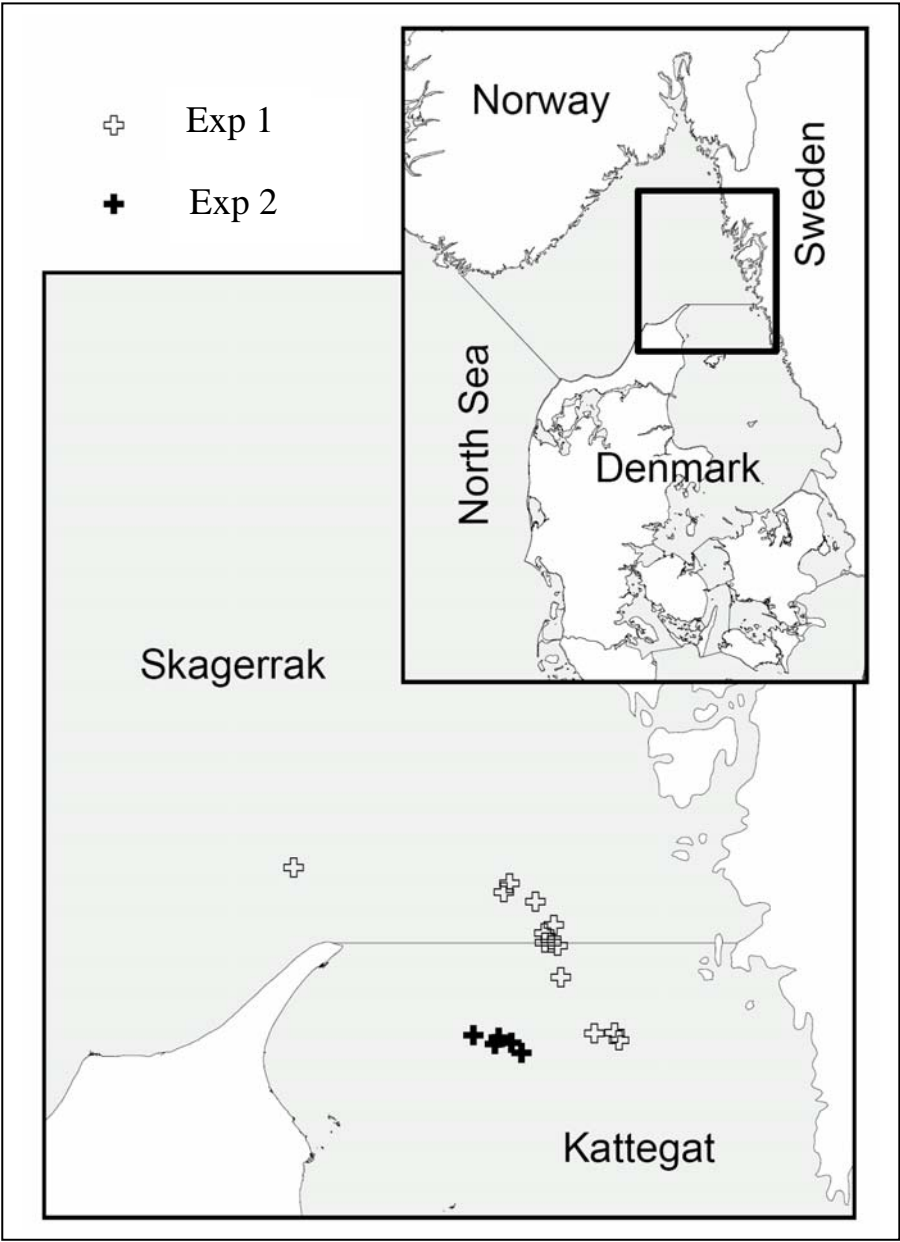 Exp 1
Exp 2
Norway
Sweden
North Sea
Denmark
Skagerrak
Kattegat